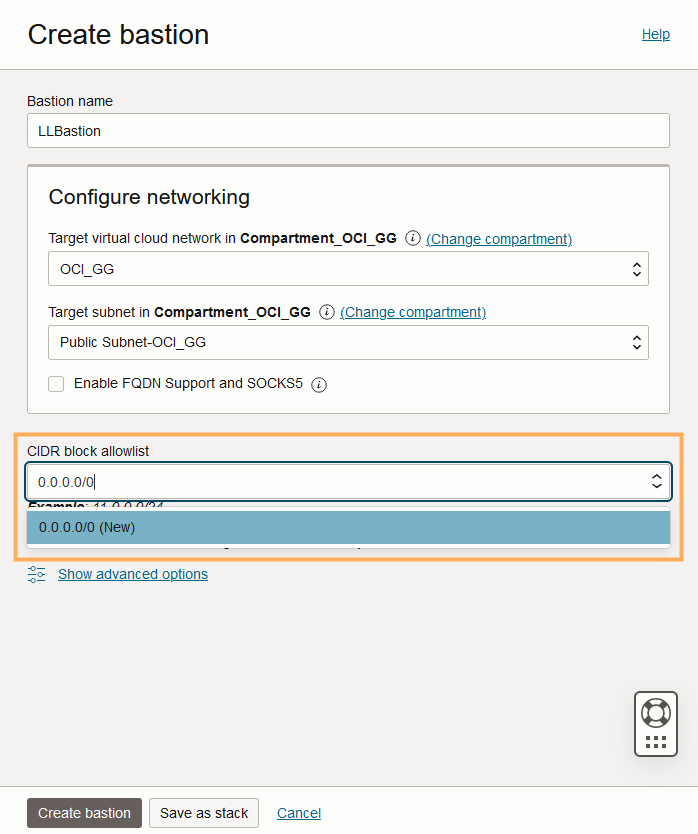 Create bastion
Help
Bastion name
LLBastion
Configure networking
Target virtual cloud network in Compartment_OCI_GG (Change compartment)
OCI_GG
Target subnet in Compartment_OCI_GG (Change compartment)
Public Subnet-OCI_GG
Enable FQDN Support and SOCKS5
CIDR block allowlist
0.0.0.0/0
Example: 11.0.0.0/24
0.0.0.0/0 (New)
Show advanced options
Create bastion Save as stack Cancel